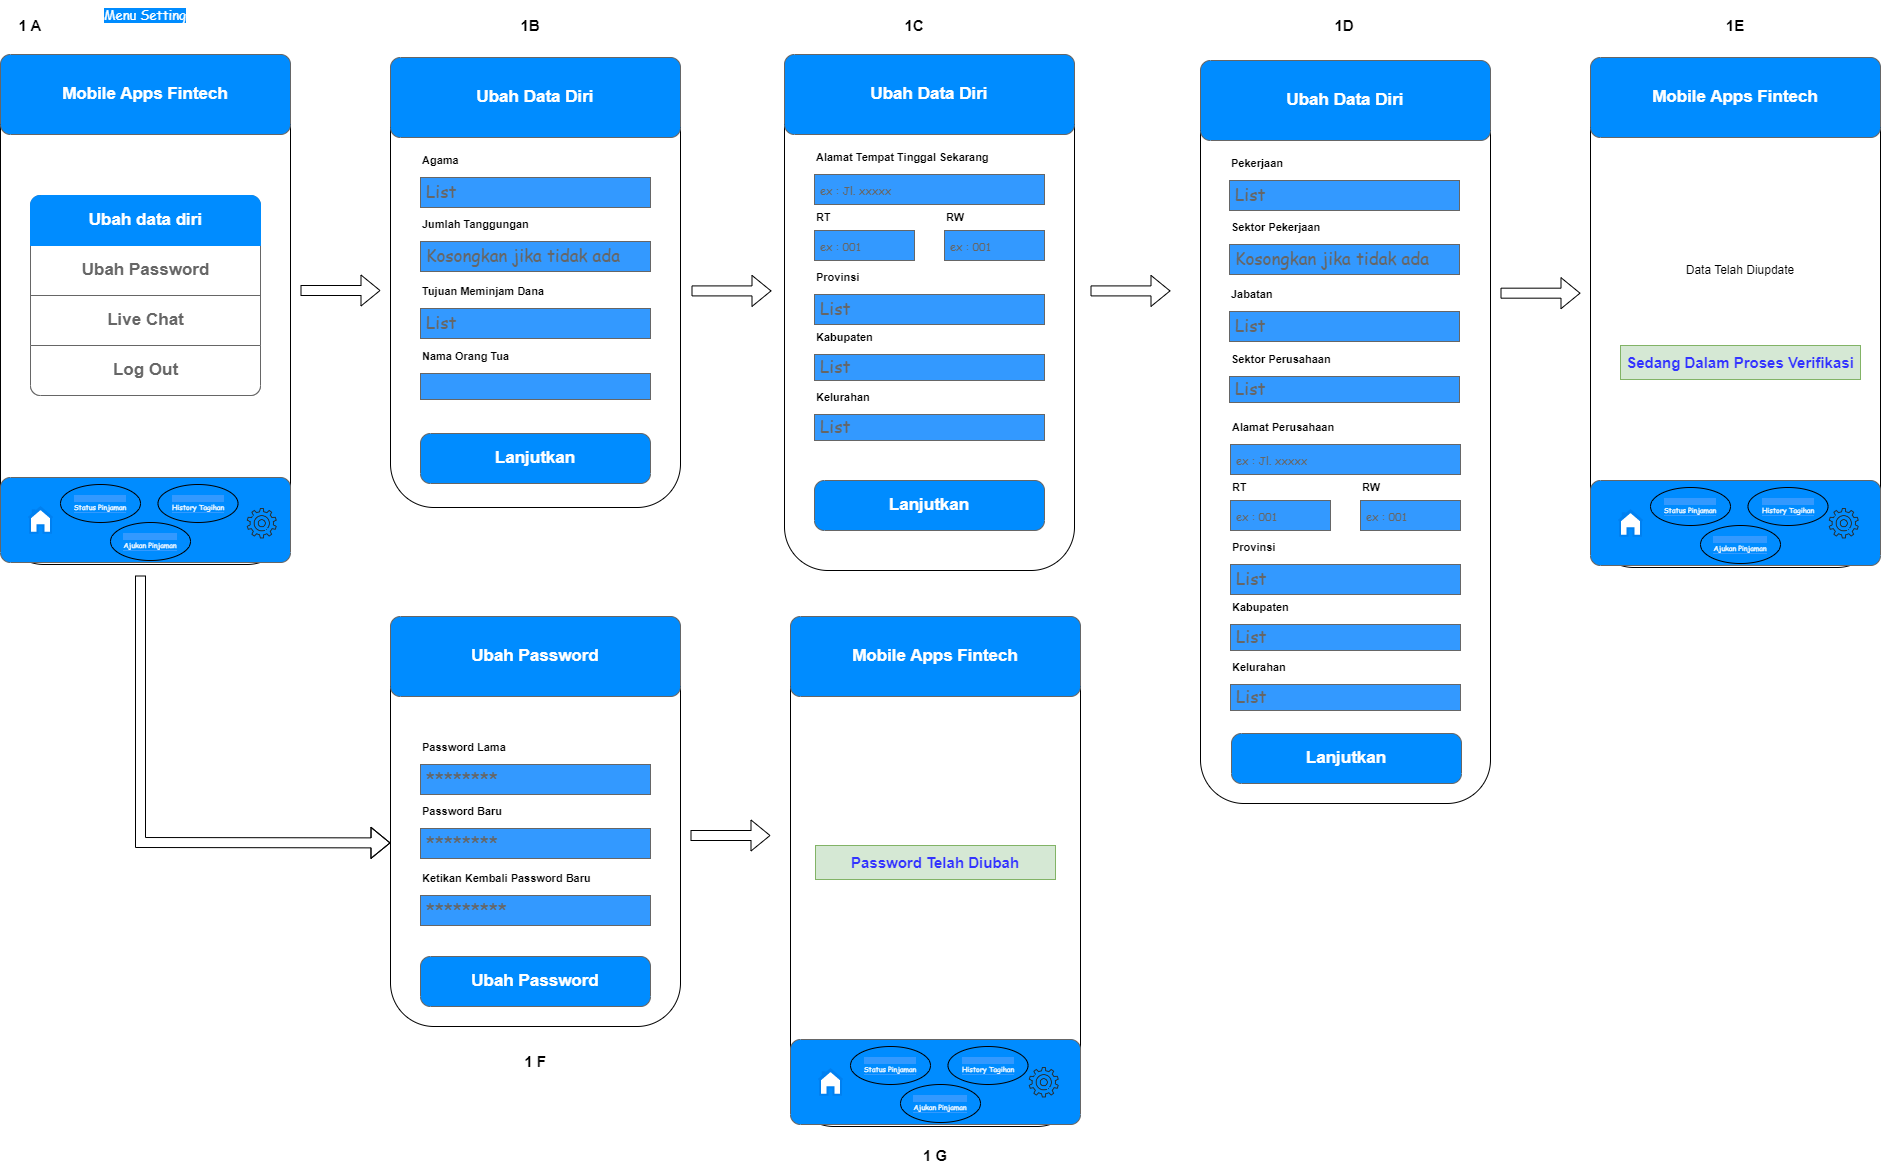 Menu Setting
1 A
Mobile Apps Fintech
Ubah data diri
Ubah Password
Live Chat
Log Out
Status Pinjaman
History Tagihan
Ajukan Pinjaman
1B
Ubah Data Diri
Agama
List
Jumlah Tanggungan
Kosongkan jika tidak ada
Tujuan Meminjam Dana
List
Nama Orang Tua
Lanjutkan
1C
Ubah Data Diri
Alamat Tempat Tinggal Sekarang
ex : Jl. xxxxx
RT RW
ex : 001 ex : 001
Provinsi
List
Kabupaten
List
Kelurahan
List
Lanjutkan
1D
Ubah Data Diri
Pekerjaan
List
Sektor Pekerjaan
Kosongkan jika tidak ada
Jabatan
List
Sektor Perusahaan
List
Alamat Perusahaan
ex : Jl. xxxxx
RT RW
ex : 001 ex : 001
Provinsi
List
Kabupaten
List
Kelurahan
List
Lanjutkan
1E
Mobile Apps Fintech
Data Telah Diupdate
Sedang Dalam Proses Verifikasi
Status Pinjaman
History Tagihan
Ajukan Pinjaman
Ubah Password
Password Lama
********
Password Baru
********
Ketikan Kembali Password Baru
*********
Ubah Password
1 F
Mobile Apps Fintech
Password Telah Diubah
Status Pinjaman
History Tagihan
Ajukan Pinjaman
1 G